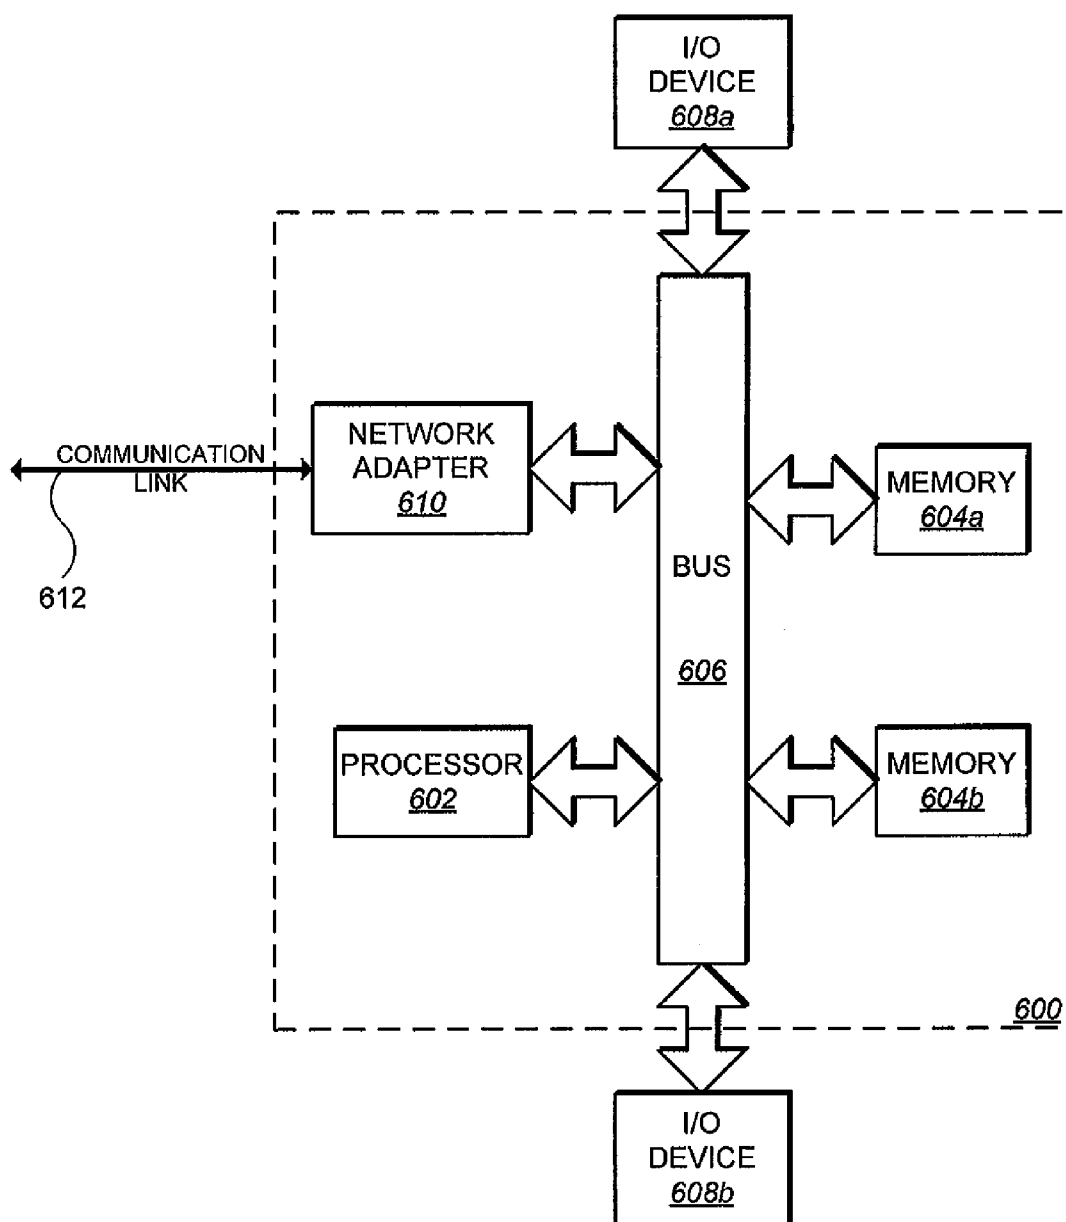 I/O
DEVICE
608a
NETWORK
ADAPTER
610
COMMUNICATION
LINK
612
MEMORY
604a
BUS
606
PROCESSOR
602
MEMORY
604b
600
I/O
DEVICE
608b